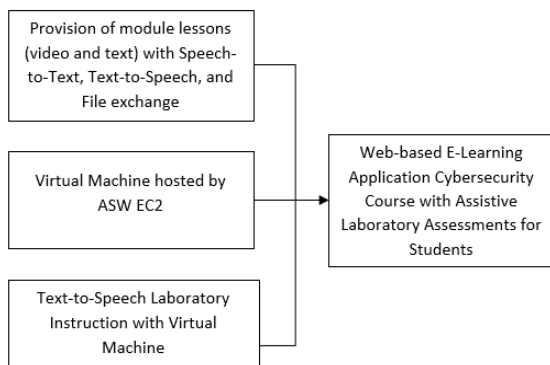 Provision of module lessons
(video and text) with Speech-
to-Text, Text-to-Speech, and
File exchange
Virtual Machine hosted by
ASW EC2
Text-to-Speech Laboratory
Instruction with Virtual
Machine
Web-based E-Learning
Application Cybersecurity
Course with Assistive
Laboratory Assessments for
Students